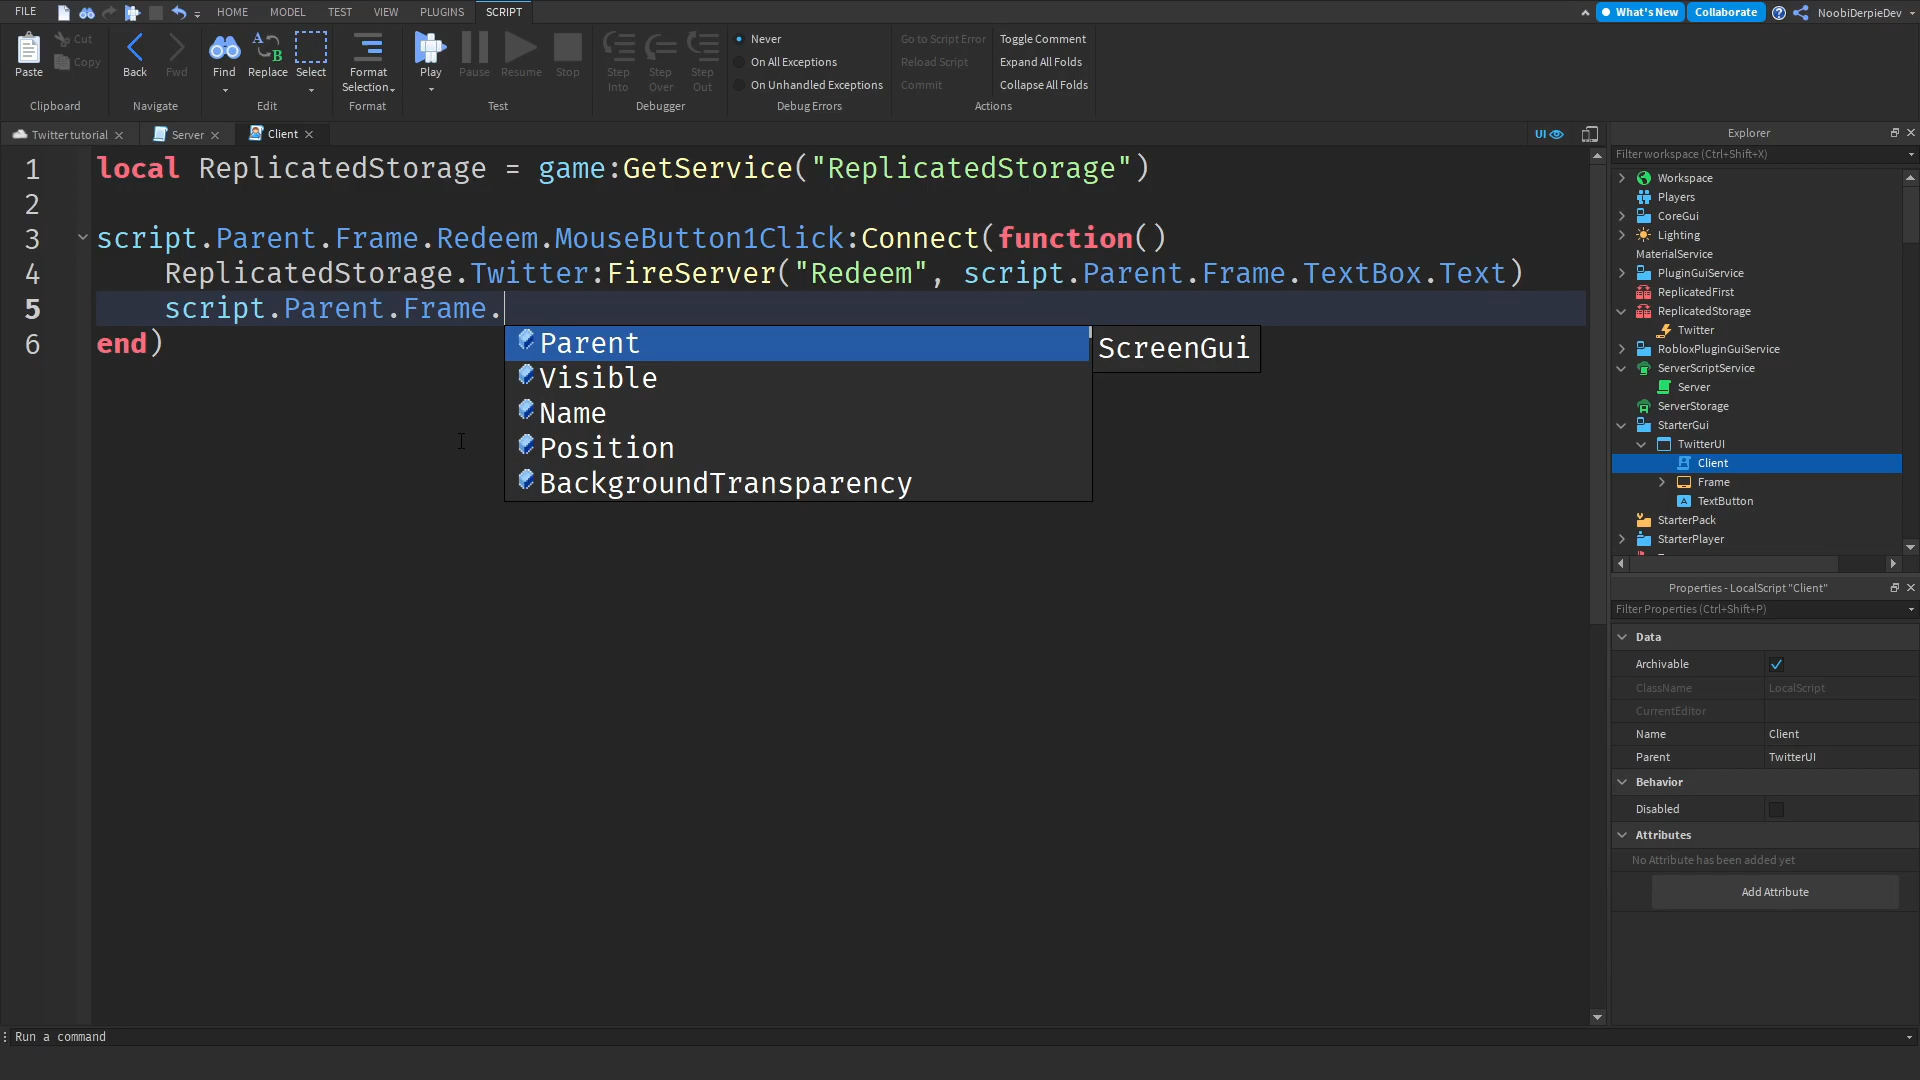 FILE HOME MODEL TEST VIEW PLUGINS SCRIPT What's New Collaborate NoobiDerpieDev
Paste Cut Copy Back Fwd Find Replace Select Format Selection Play Pause Resume Stop Step Into Step Over Step Out
Never Go to Script Error Toggle Comment
On All Exceptions Reload Script Expand All Folds
On Unhandled Exceptions Commit Collapse All Folds
Clipboard Navigate Edit Format Test Debugger Debug Errors Actions
Twitter tutorial Server Client UI
1 local ReplicatedStorage = game:GetService("ReplicatedStorage")
2
3 script.Parent.Frame.Redeem.MouseButton1Click:Connect(function()
4 ReplicatedStorage.Twitter:FireServer("Redeem", script.Parent.Frame.TextBox.Text)
5 script.Parent.Frame.
6 end)
Parent ScreenGui
Visible
Name
Position
BackgroundTransparency
Explorer
Filter workspace (Ctrl+Shift+X)
Workspace
Players
CoreGui
Lighting
MaterialService
PluginGuiService
ReplicatedFirst
ReplicatedStorage
Twitter
RobloxPluginGuiService
ServerScriptService
Server
ServerStorage
StarterGui
TwitterUI
Client
Frame
TextButton
StarterPack
StarterPlayer
Properties - LocalScript "Client"
Filter Properties (Ctrl+Shift+P)
Data
Archivable
ClassName LocalScript
CurrentEditor
Name Client
Parent TwitterUI
Behavior
Disabled
Attributes
No Attribute has been added yet
Add Attribute
Run a command